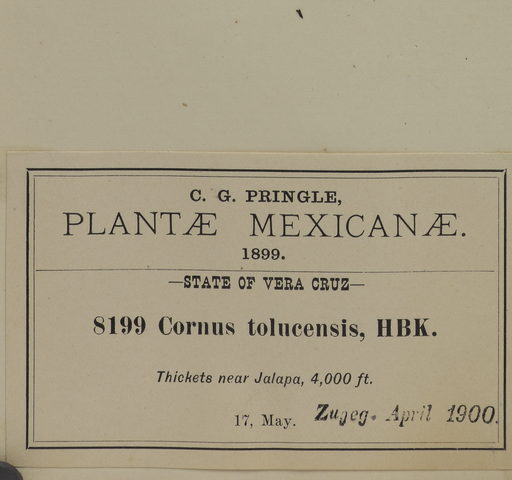 C. G. PRINGLE,
PLANTÆ MEXICANÆ.
1899.
—STATE OF VERA CRUZ—
8199 Cornus tolucensis, HBK.
Thickets near Jalapa, 4,000 ft.
17, May. Zugeg. April 1900.